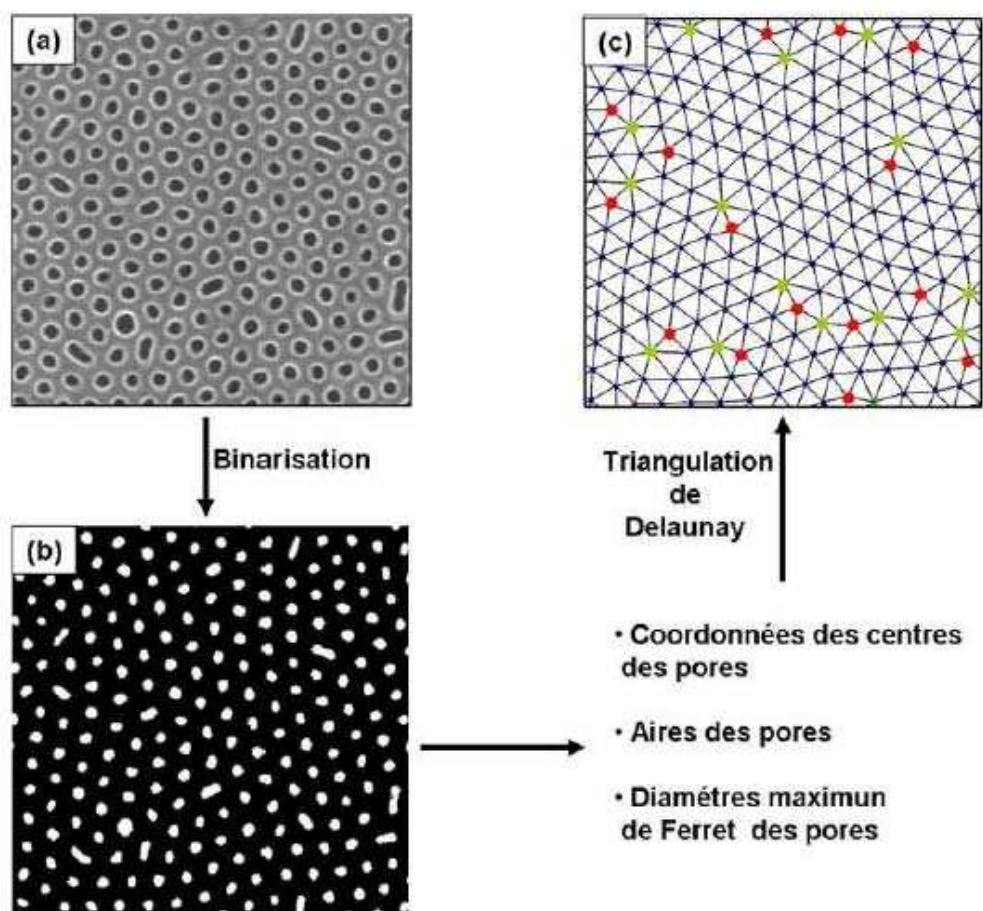 (a)
(c)
Binarisation
Triangulation
de
Delaunay
(b)
• Coordonnées des centres
des pores
• Aires des pores
• Diamétres maximun
de Ferret des pores